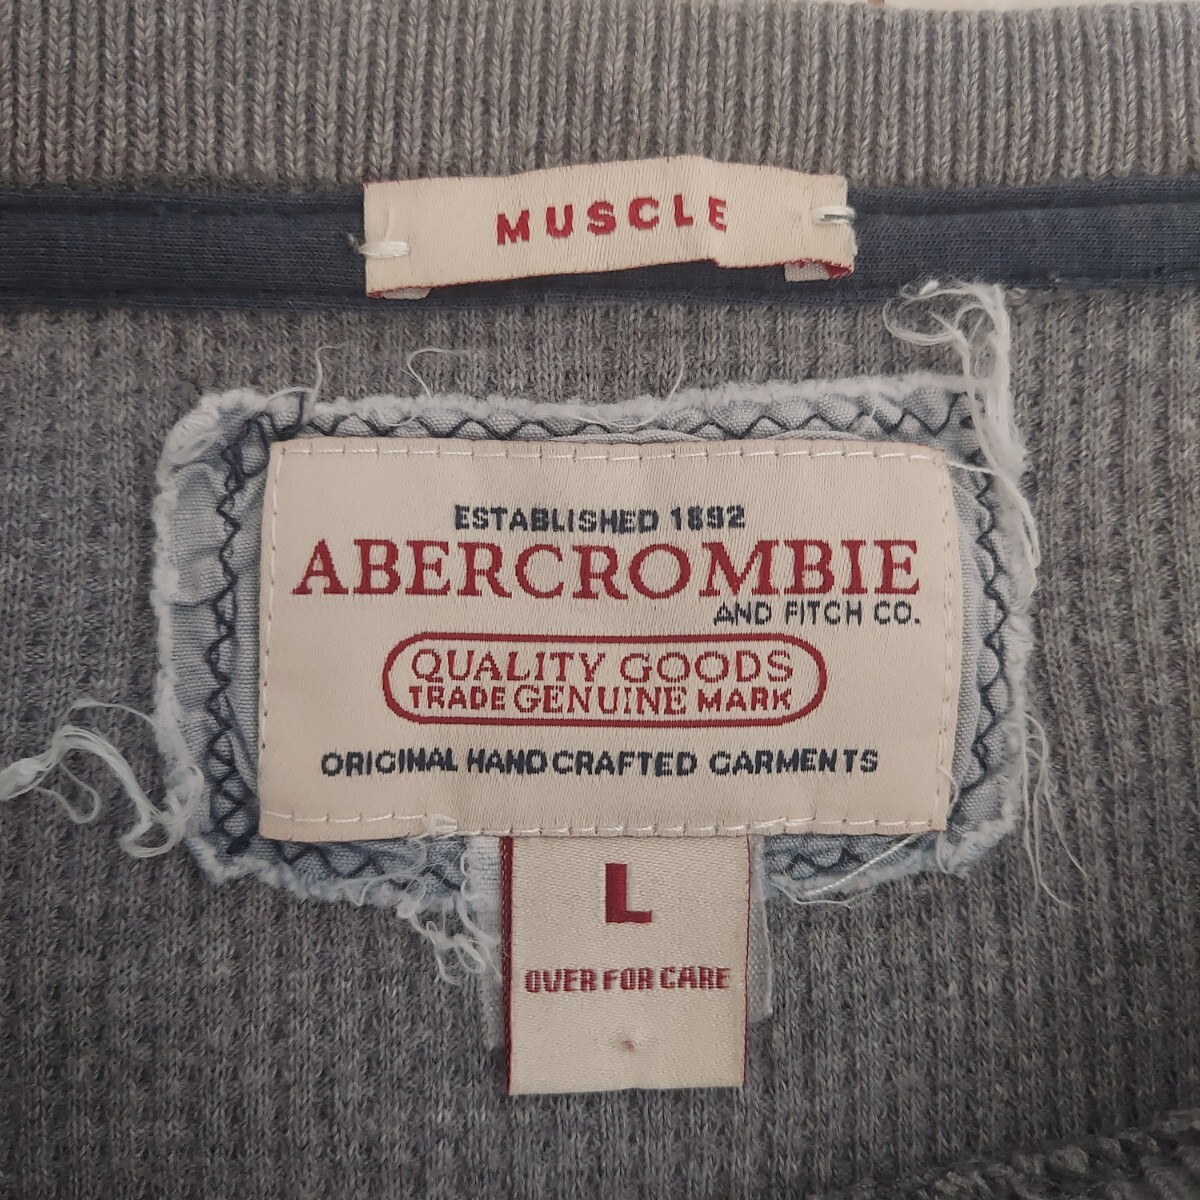 MUSCLE
ESTABLISHED 1892
ABERCROMBIE
AND FITCH CO.
QUALITY GOODS
TRADE GENUINE MARK
ORIGINAL HANDCRAFTED GARMENTS
L
OVER FOR CARE